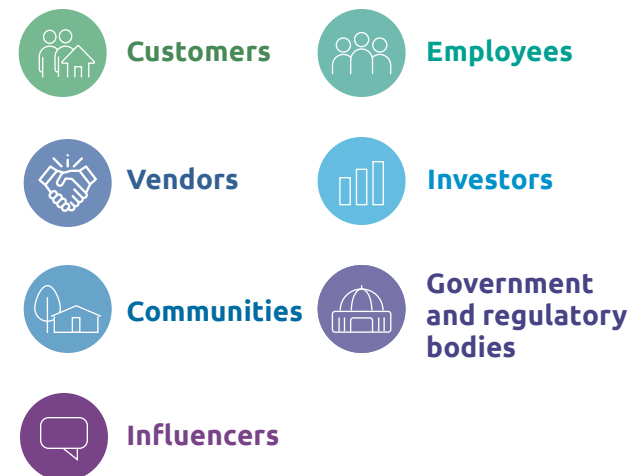 Customers
Employees
Vendors
Investors
Communities
Government
and regulatory
bodies
Influencers